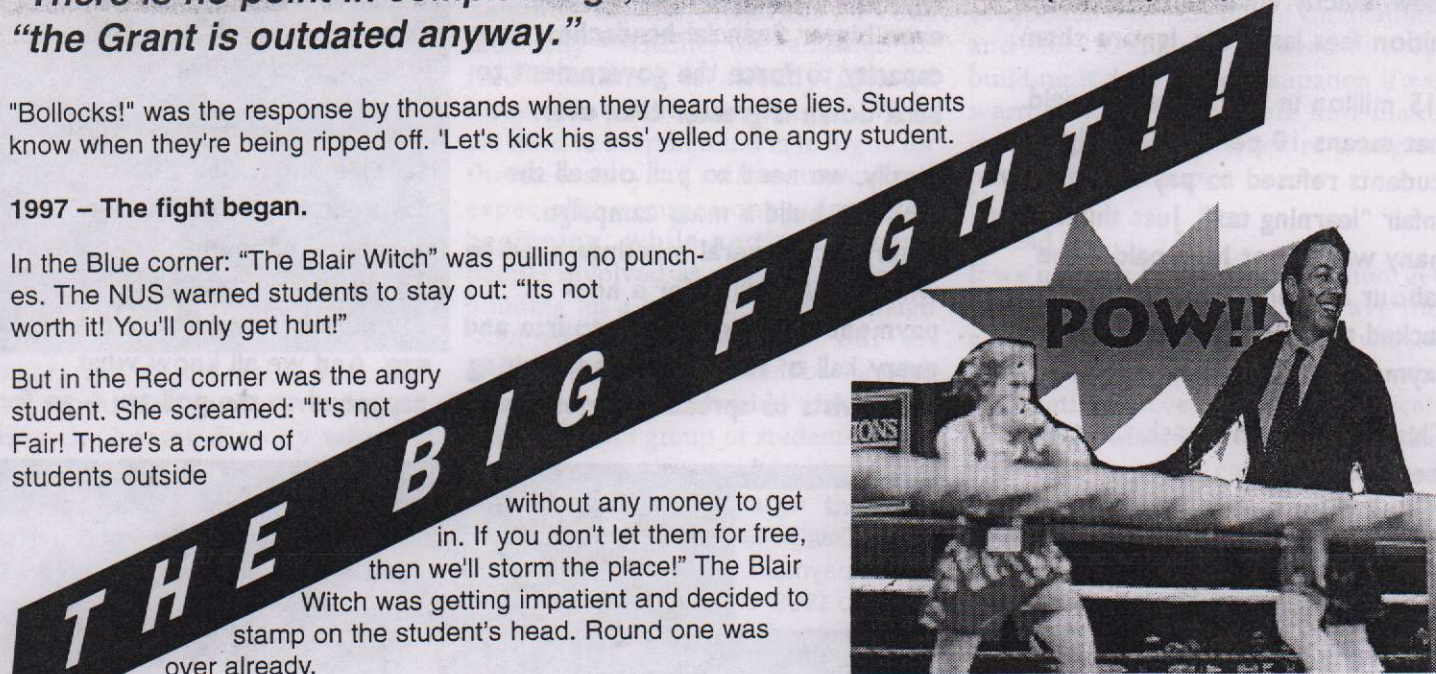 There is no point in
“the Grant is outdated anyway.”
"Bollocks!" was the response by thousands when they heard these lies. Students
know when they're being ripped off. 'Let's kick his ass' yelled one angry student.
1997 – The fight began.
In the Blue corner: “The Blair Witch” was pulling no punch-
es. The NUS warned students to stay out: “Its not
worth it! You'll only get hurt!”
But in the Red corner was the angry
student. She screamed: "It's not
Fair! There's a crowd of
students outside
without any money to get
in. If you don't let them for free,
then we'll storm the place!” The Blair
Witch was getting impatient and decided to
stamp on the student's head. Round one was
over already.
THE BIG FIGHT!!
POW!!
IONS